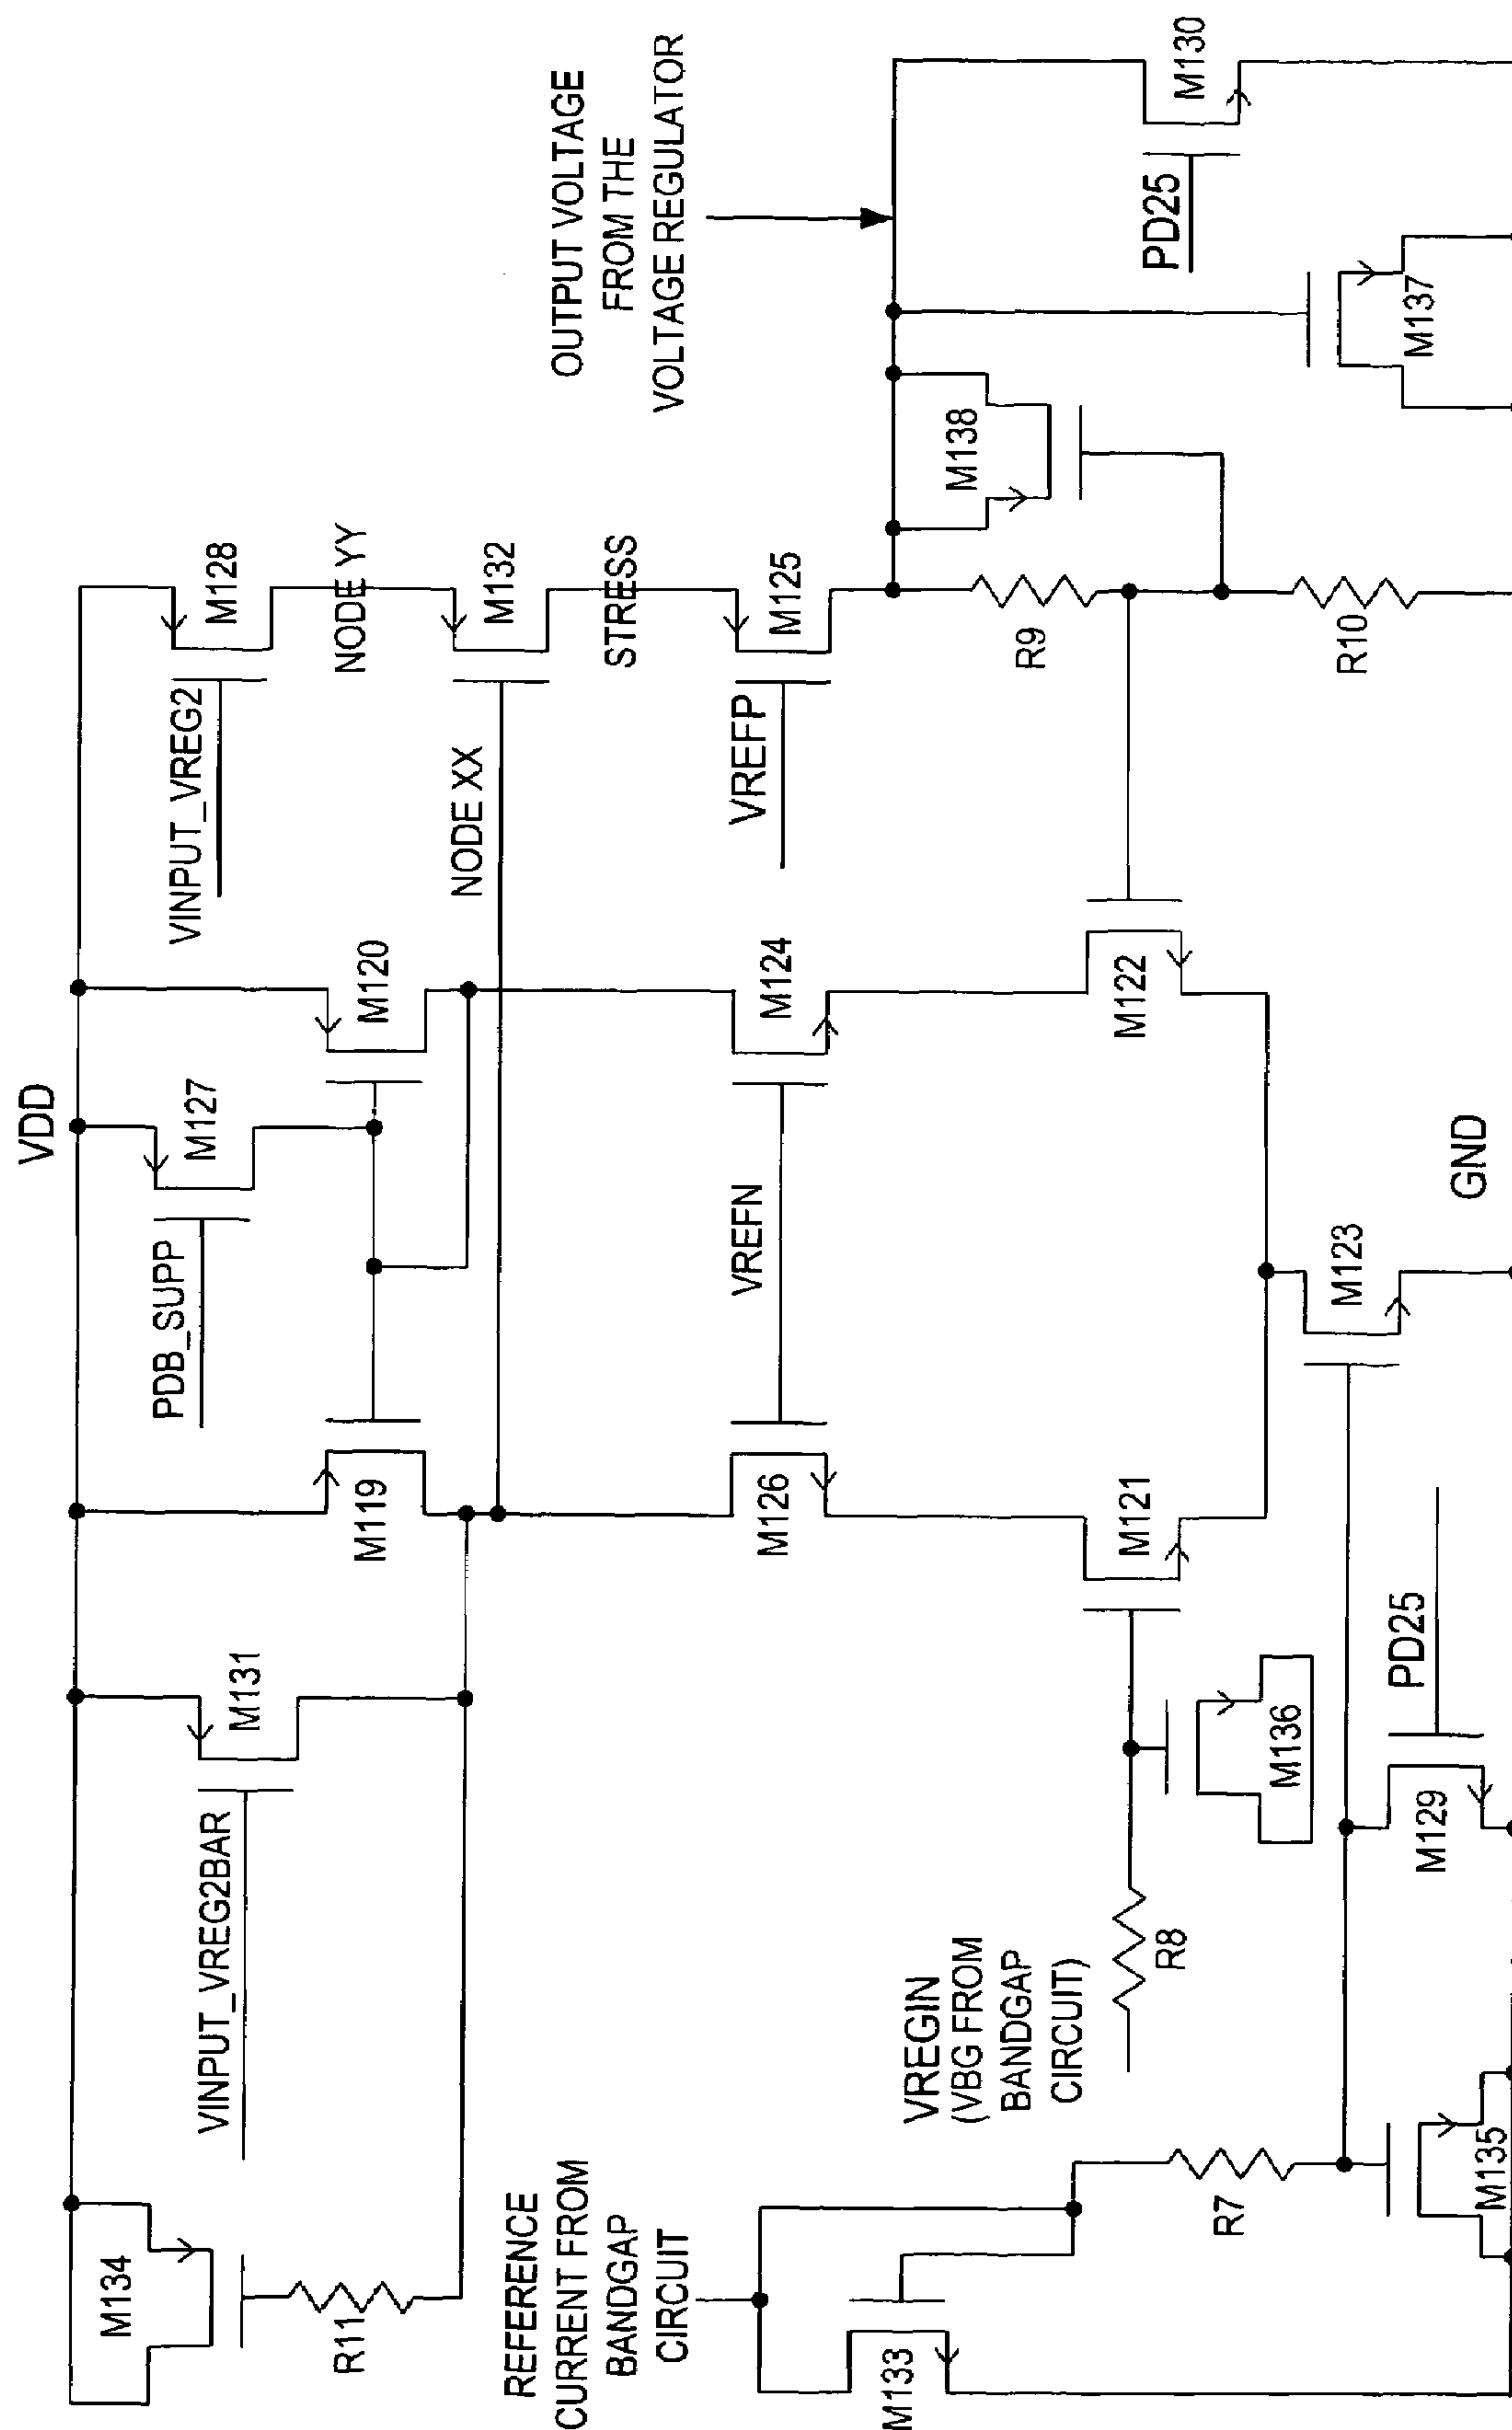 VDD
M134
R11
VINPUT_VREG2BAR
M131
M119
PDB_SUPP
M127
M120
VINPUT_VREG2
M128
NODE YY
NODE XX
M132
STRESS
VREFP
M125
OUTPUT VOLTAGE
FROM THE
VOLTAGE REGULATOR
M126
VREFN
M124
REFERENCE
CURRENT FROM
BANDGAP
CIRCUIT
M133
VREGIN
(VBG FROM
BANDGAP
CIRCUIT)
R8
M136
M121
M122
R9
M138
PD25
M130
R10
M137
R7
M135
PD25
M129
M123
GND